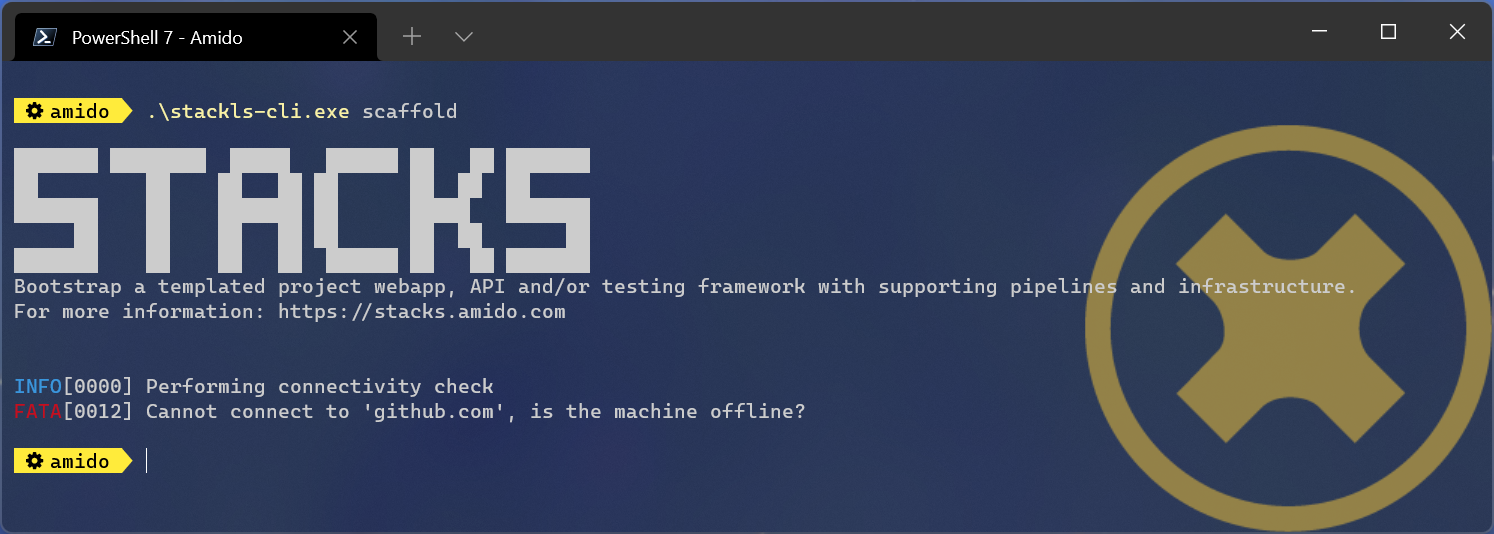 PowerShell 7 - Amido
amido .\stackls-cli.exe scaffold
STACKS
Bootstrap a templated project webapp, API and/or testing framework with supporting pipelines and infrastructure.
For more information: https://stacks.amido.com
INFO[0000] Performing connectivity check
FATA[0012] Cannot connect to 'github.com', is the machine offline?
amido